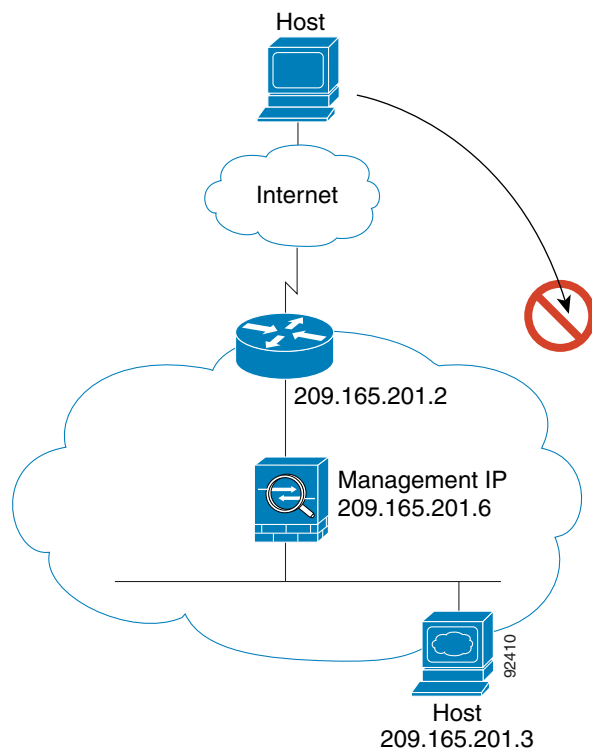 Host
Internet
209.165.201.2
Management IP
209.165.201.6
92410
Host
209.165.201.3